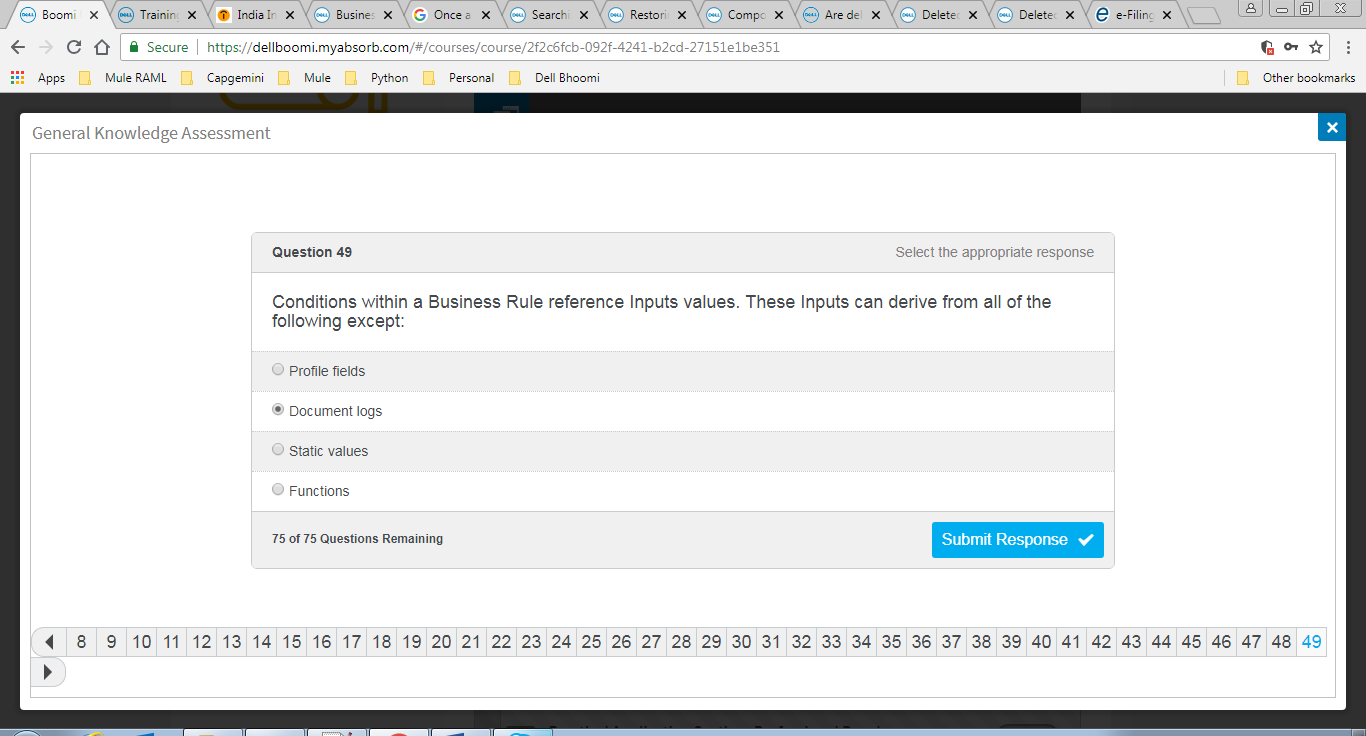 Boomi
Training
India In
Busines
Once a
Searchi
Restori
Compo
Are del
Deleted
Deleted
e-Filing
Secure https://dellboomi.myabsorb.com/#/courses/course/2f2c6fcb-092f-4241-b2cd-27151e1be351
Apps Mule RAML Capgemini Mule Python Personal Dell Bhoomi Other bookmarks
General Knowledge Assessment
Question 49 Select the appropriate response
Conditions within a Business Rule reference Inputs values. These Inputs can derive from all of the
following except:
Profile fields
Document logs
Static values
Functions
75 of 75 Questions Remaining Submit Response
8 9 10 11 12 13 14 15 16 17 18 19 20 21 22 23 24 25 26 27 28 29 30 31 32 33 34 35 36 37 38 39 40 41 42 43 44 45 46 47 48 49